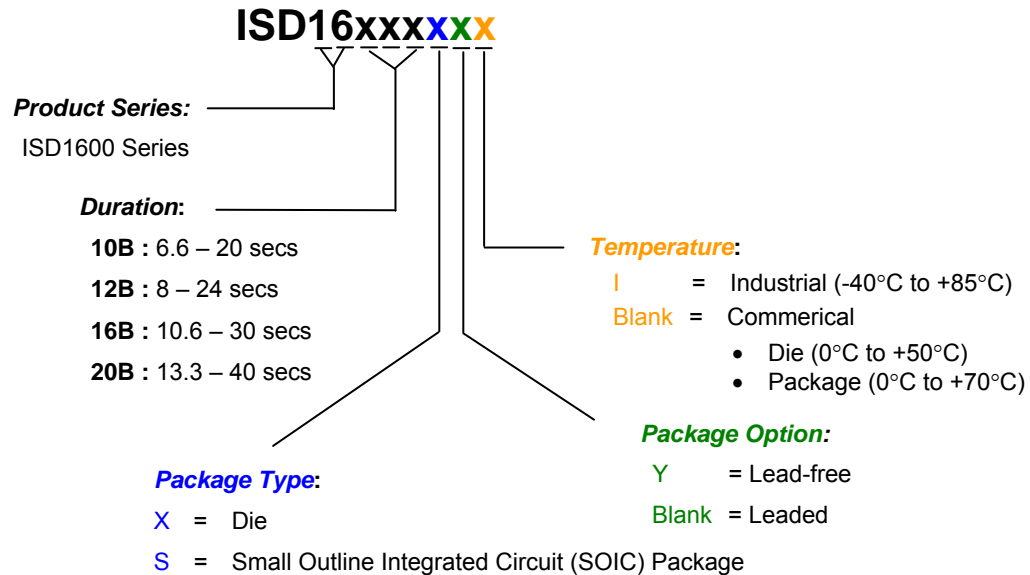 ISD16xxxxxx
Product Series:
ISD1600 Series
Duration:
10B : 6.6 – 20 secs
12B : 8 – 24 secs
16B : 10.6 – 30 secs
20B : 13.3 – 40 secs
Temperature:
I = Industrial (-40°C to +85°C)
Blank = Commerical
• Die (0°C to +50°C)
• Package (0°C to +70°C)
Package Option:
Y = Lead-free
Blank = Leaded
Package Type:
X = Die
S = Small Outline Integrated Circuit (SOIC) Package